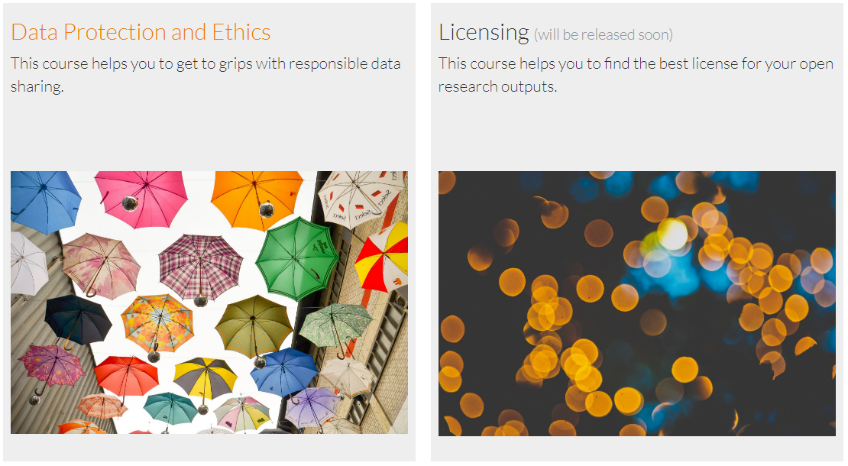 Data Protection and Ethics
This course helps you to get to grips with responsible data
sharing.
Licensing (will be released soon)
This course helps you to find the best license for your open
research outputs.